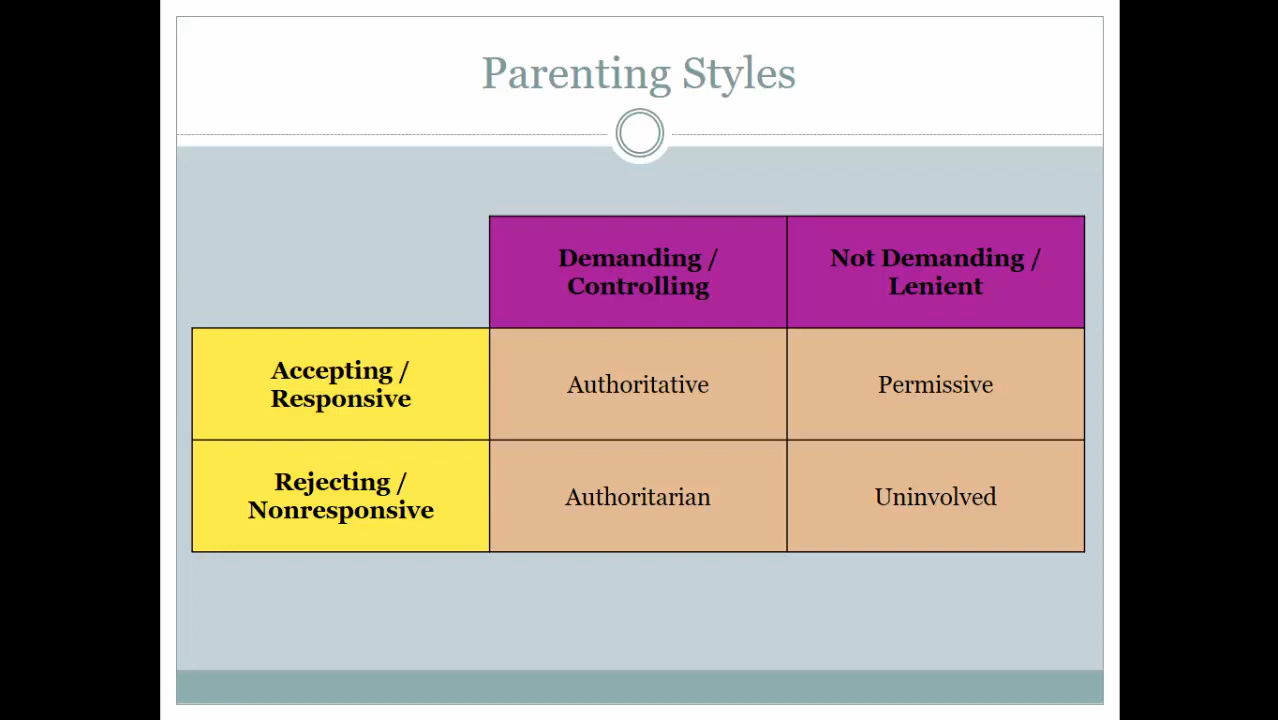 Parenting Styles
Demanding /
Controlling
Not Demanding /
Lenient
Accepting /
Responsive
Authoritative
Permissive
Rejecting /
Nonresponsive
Authoritarian
Uninvolved